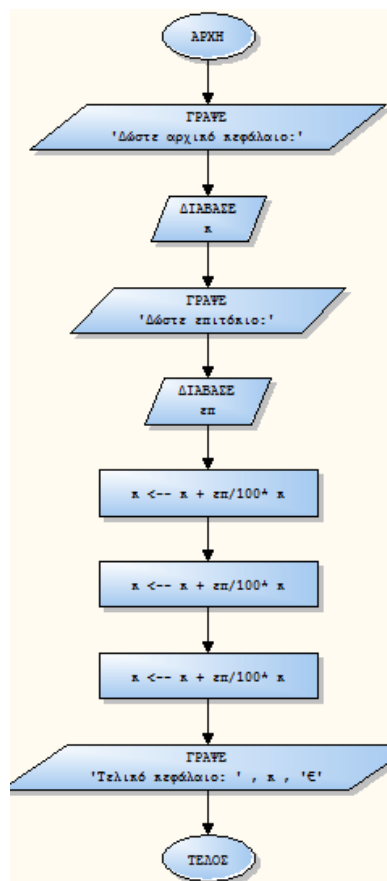 ΑΡΧΗ
ΓΡΑΨΕ
'Δώστε αρχικό κεφάλαιο:'
ΔΙΑΒΑΣΕ
κ
ΓΡΑΨΕ
'Δώστε επιτόκιο:'
ΔΙΑΒΑΣΕ
επ
κ <-- κ + επ/100* κ
κ <-- κ + επ/100* κ
κ <-- κ + επ/100* κ
ΓΡΑΨΕ
'Τελικό κεφάλαιο: ' , κ , '€'
ΤΕΛΟΣ